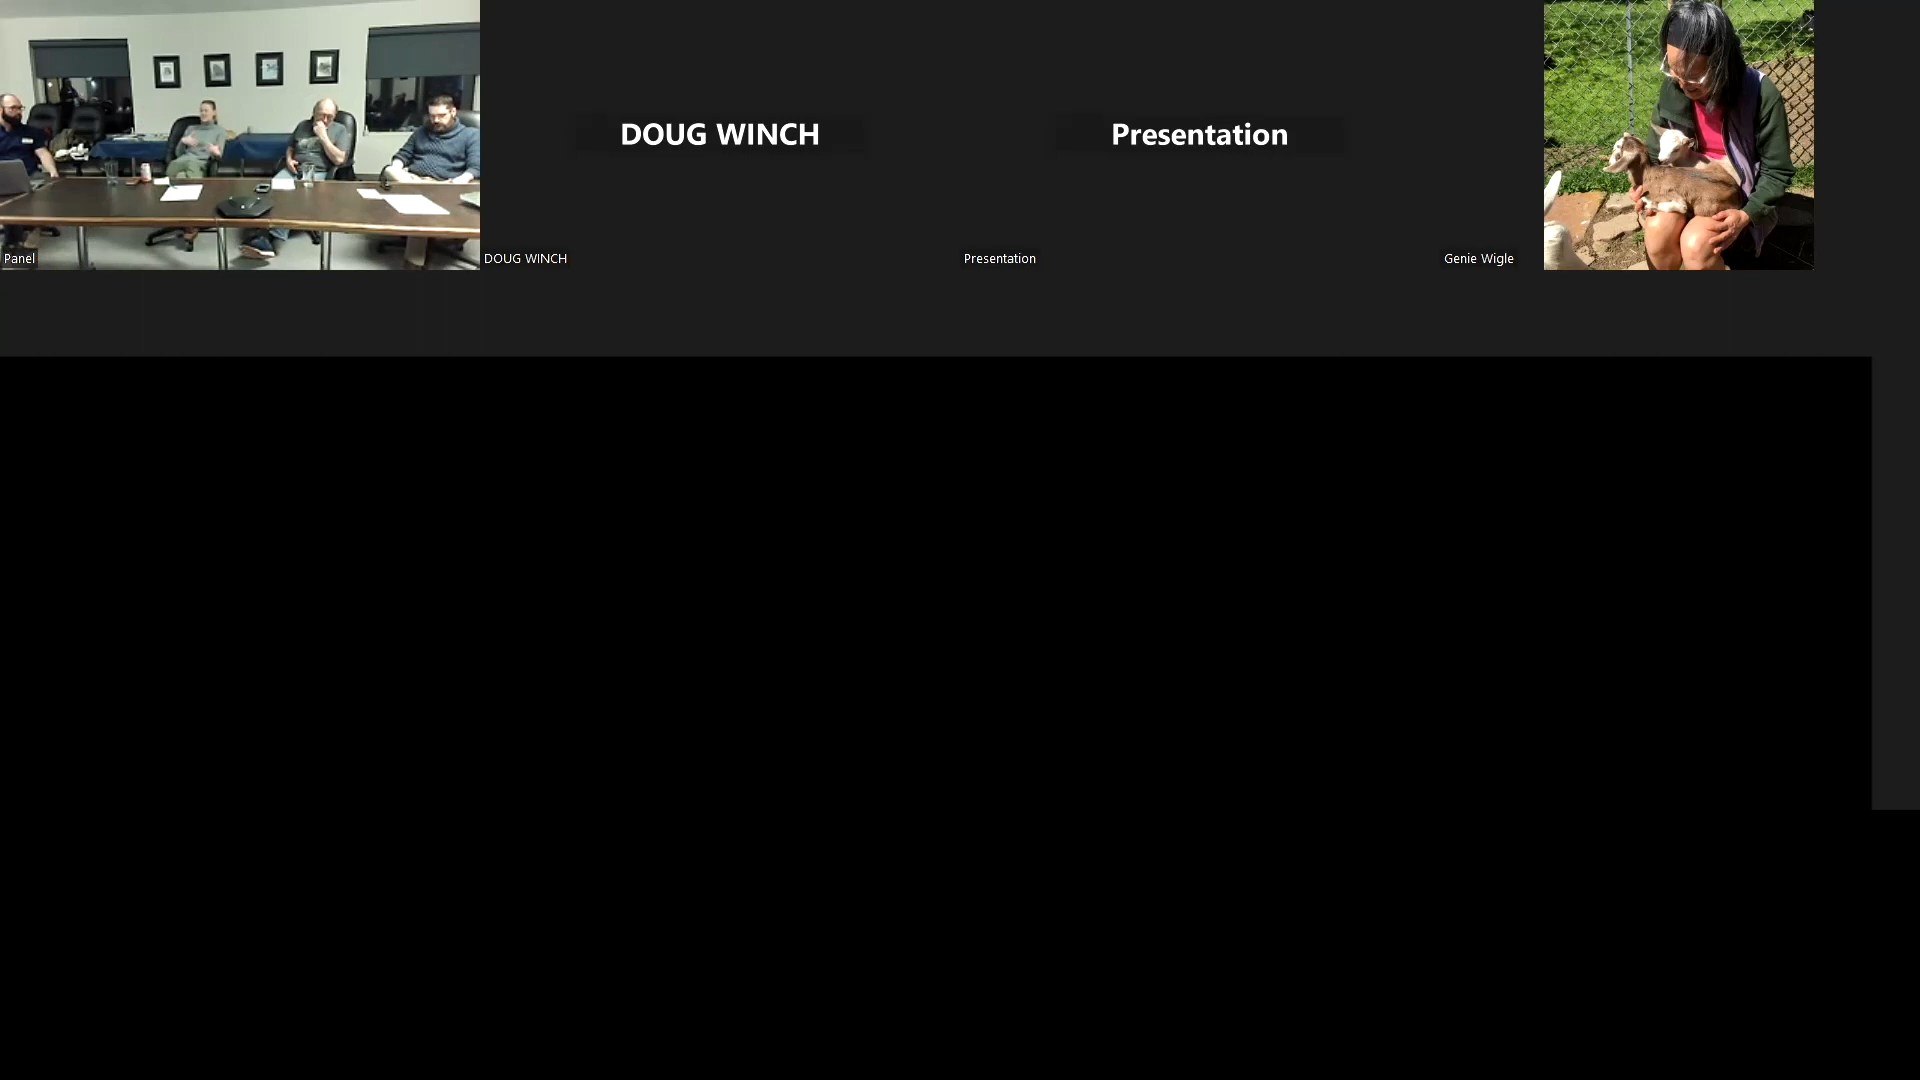 DOUG WINCH
Presentation
Panel
DOUG WINCH
Presentation
Genie Wigle